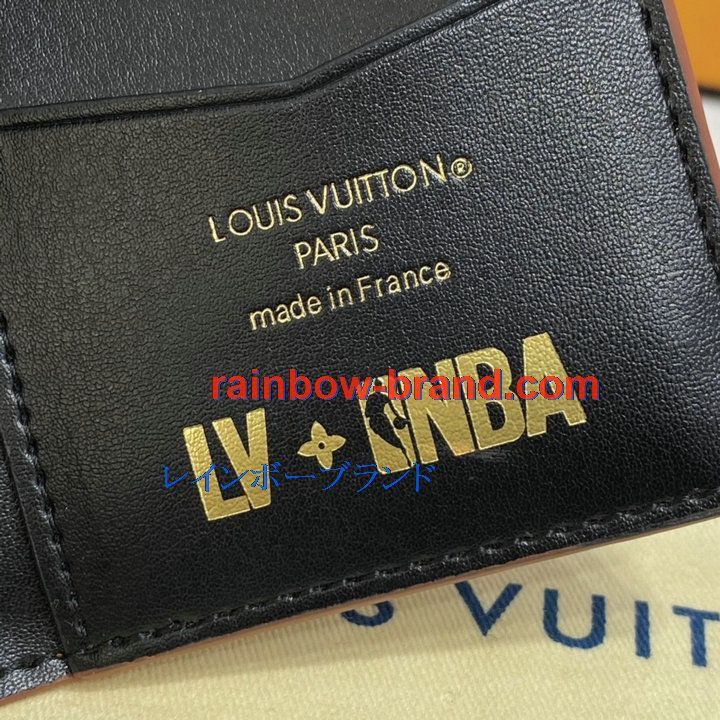 LOUIS VUITTON®
PARIS
made in France
rainbow-brand.com
LV NBA
レインボーブランド
S VUIT